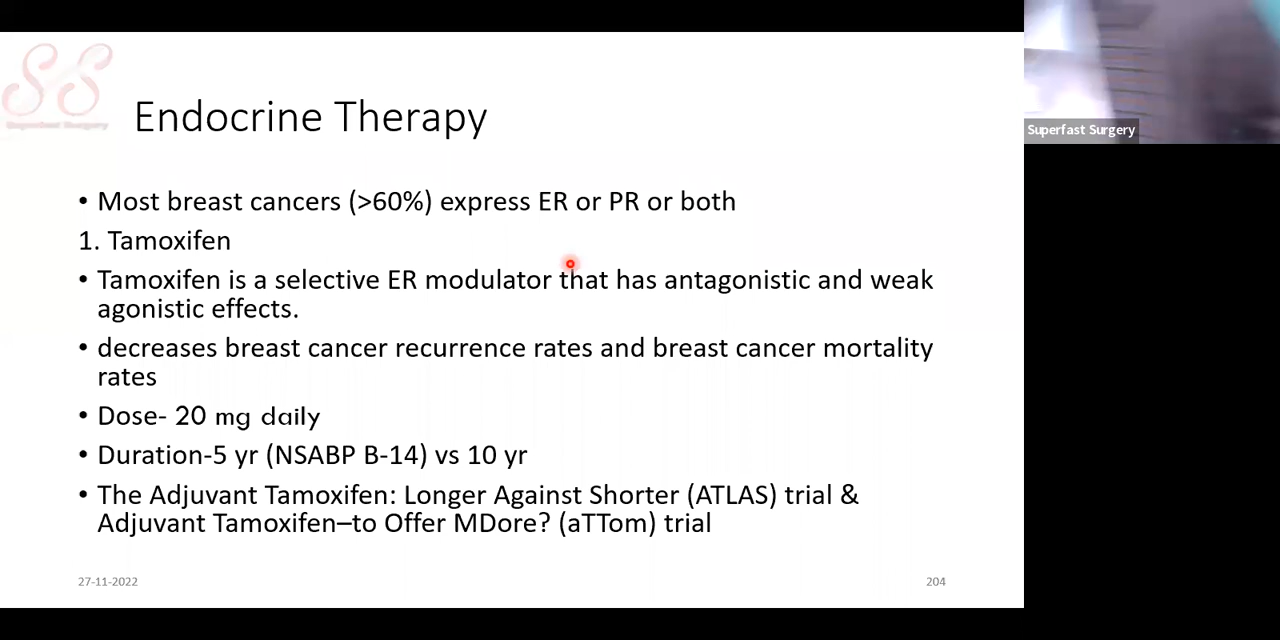 SS
Superfast Surgery
Endocrine Therapy
• Most breast cancers (>60%) express ER or PR or both
1. Tamoxifen
• Tamoxifen is a selective ER modulator that has antagonistic and weak
agonistic effects.
• decreases breast cancer recurrence rates and breast cancer mortality
rates
• Dose- 20 mg daily
• Duration-5 yr (NSABP B-14) vs 10 yr
• The Adjuvant Tamoxifen: Longer Against Shorter (ATLAS) trial &
Adjuvant Tamoxifen–to Offer MDore? (aTTom) trial
27-11-2022
204
Superfast Surgery